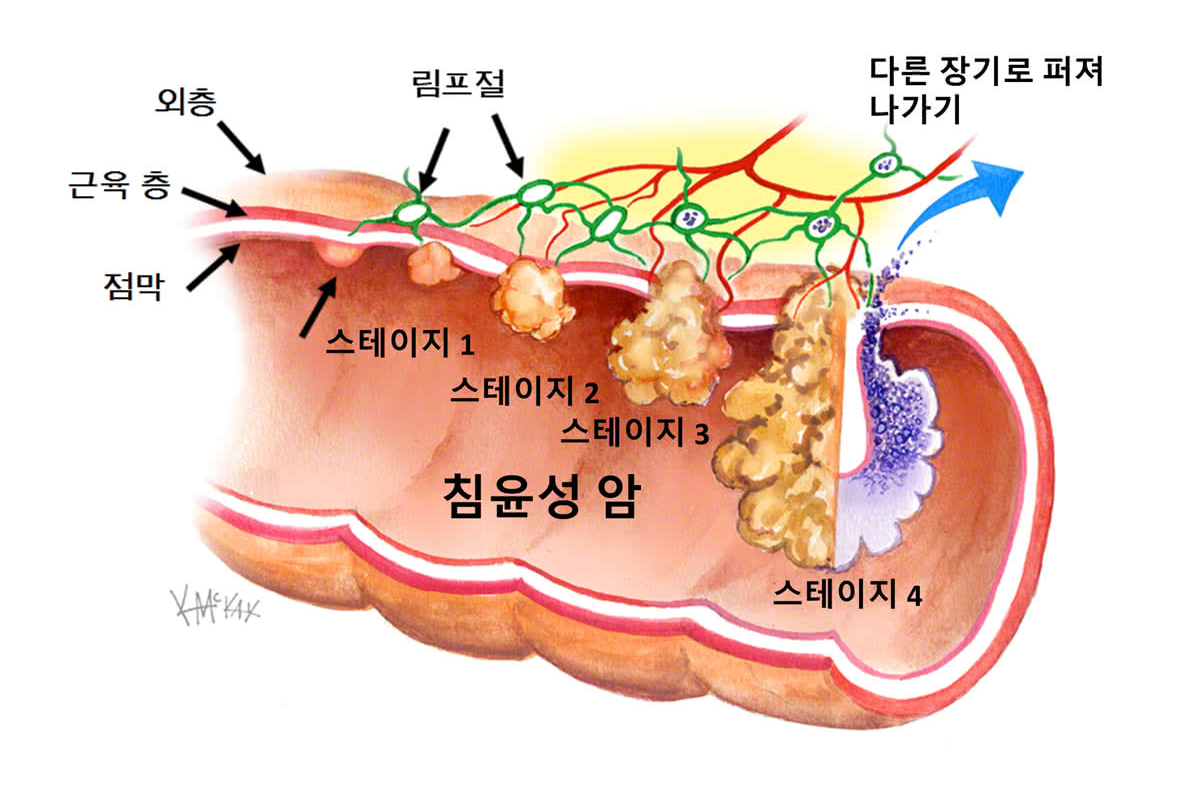 외층
림프절
다른 장기로 퍼져
나가기
근육 층
점막
스테이지 1
스테이지 2
스테이지 3
침윤성 암
스테이지 4